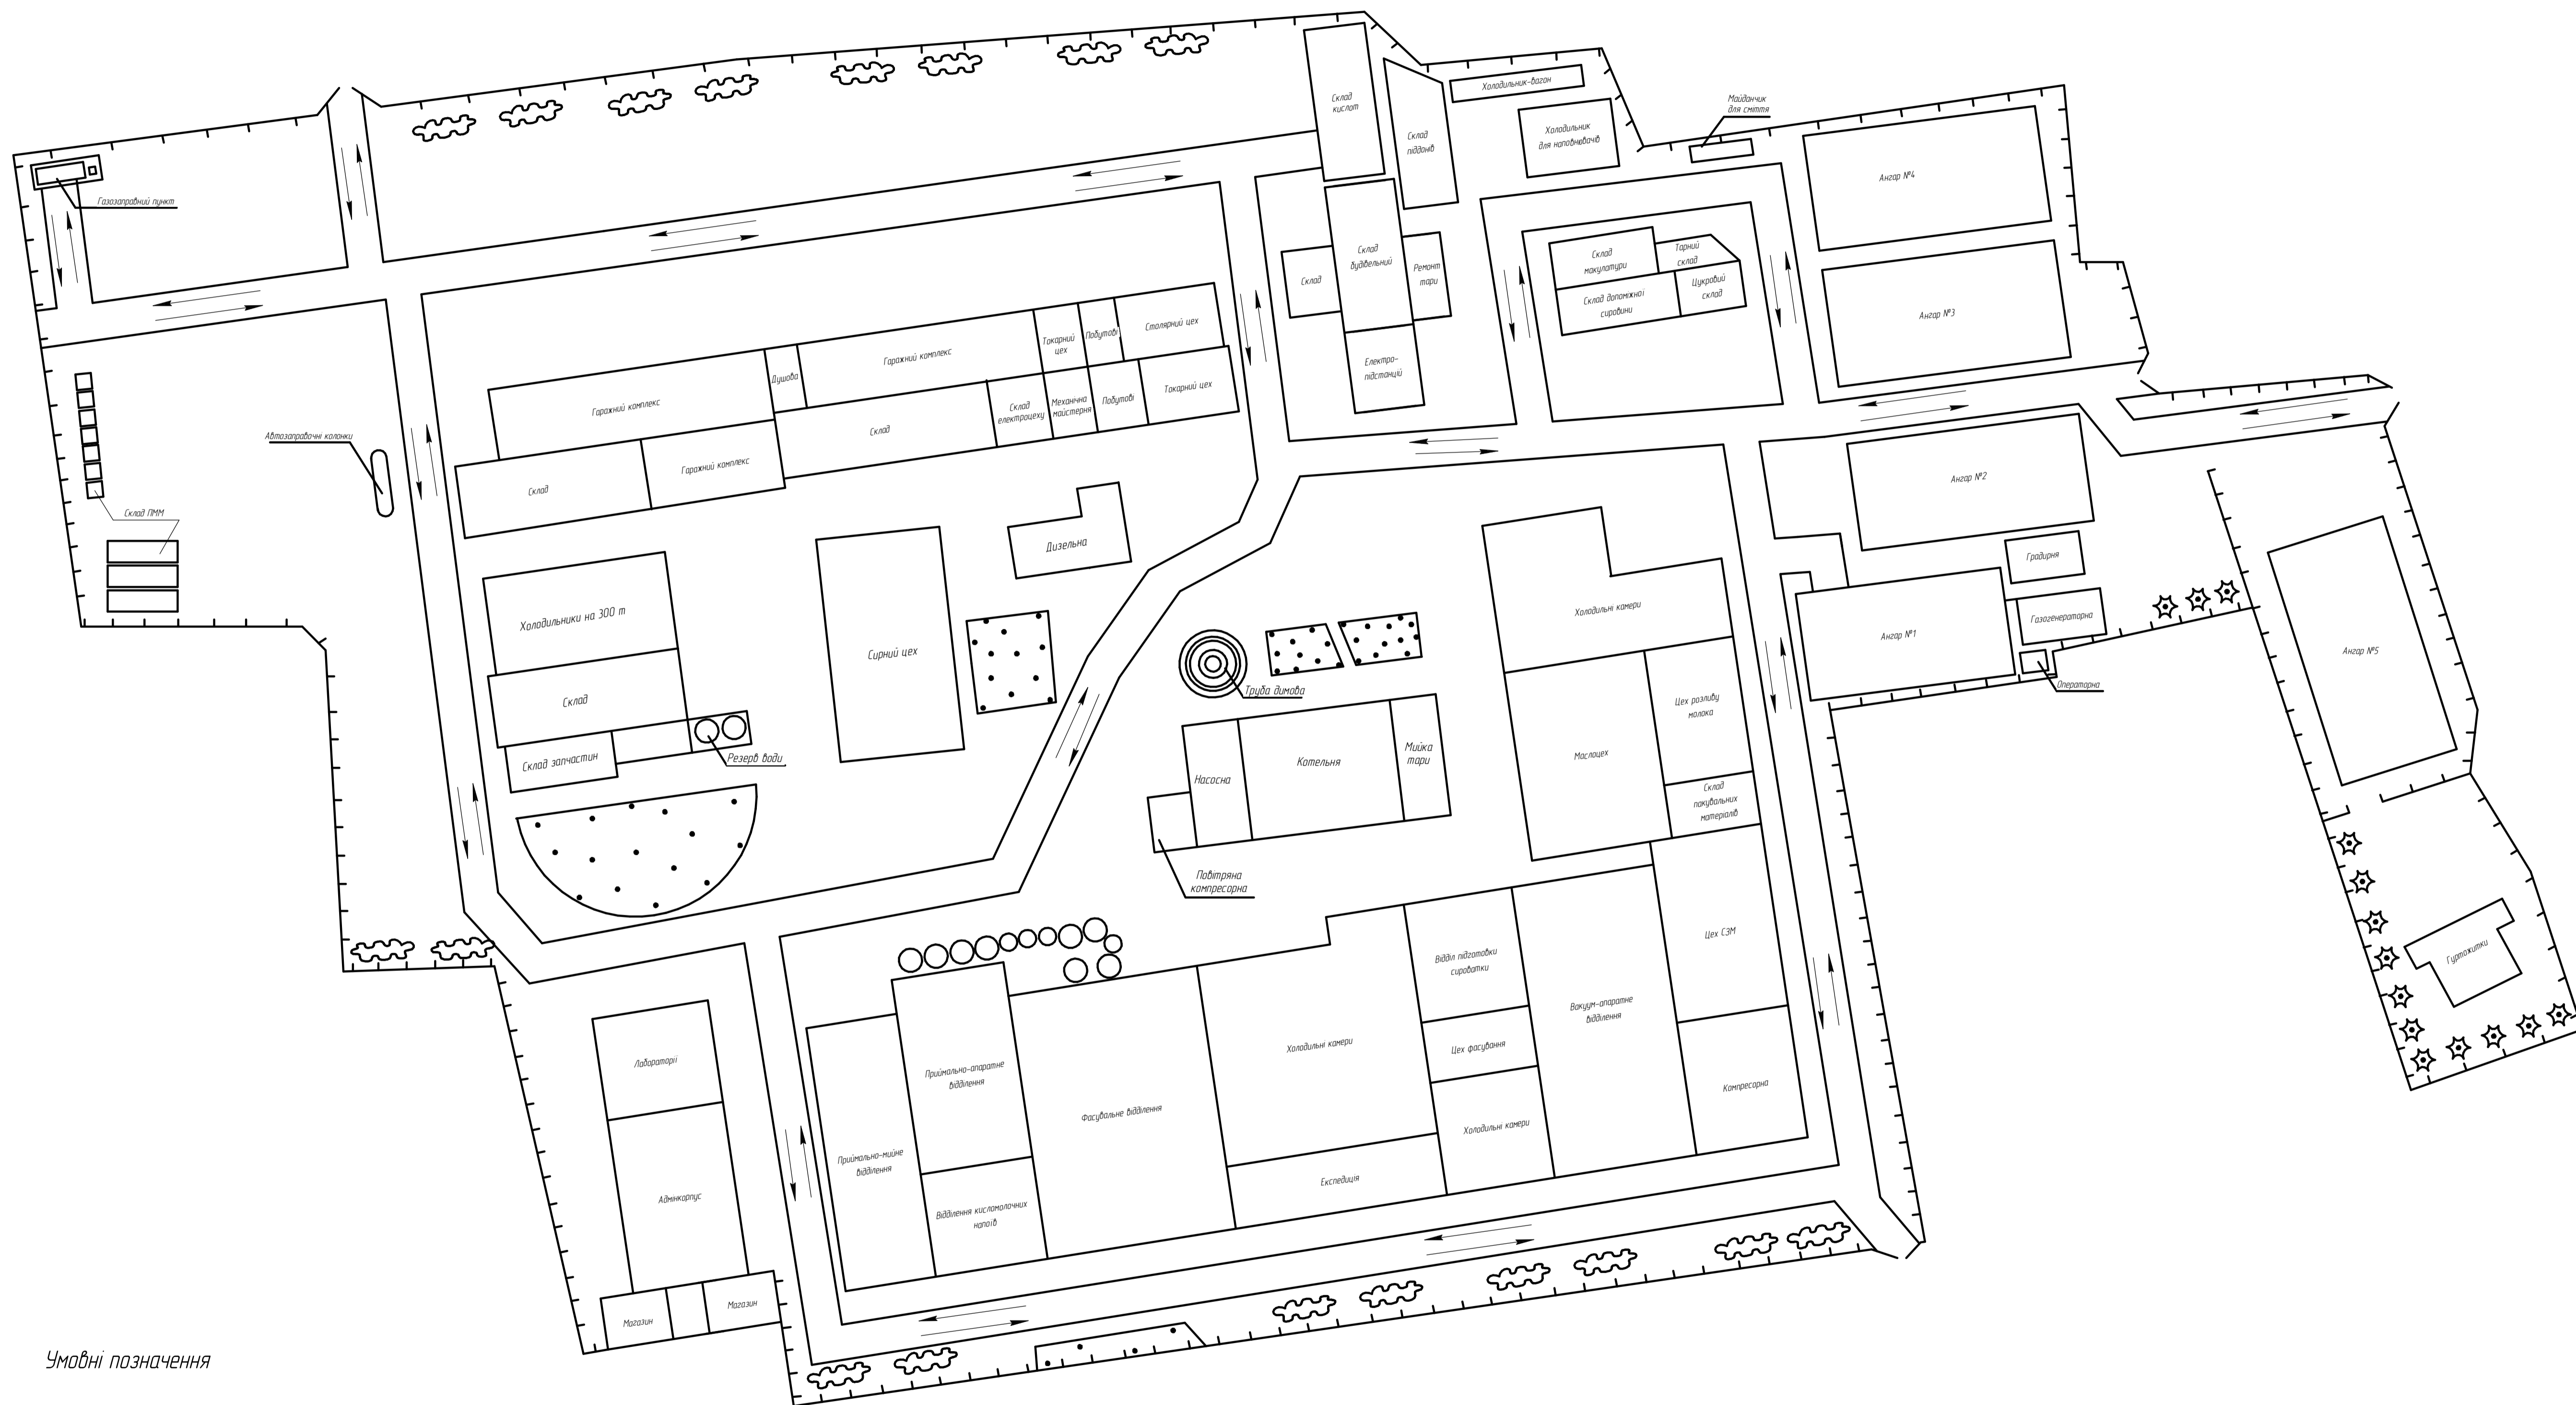 Склад
кислот
Холодильник-вагон
Майданчик
для сміття
Склад
піддонів
Холодильник
для наповнювачів
Ангар №4
Газозаправний пункт
Склад
будівельний
Склад
Ремонт
тари
Електро-
підстанцій
Склад
макулатури
Тарний
склад
Склад допоміжної
сировини
Цукровий
склад
Ангар №3
Гаражний комплекс
Душова
Гаражний комплекс
Токарний
цех
Побутові
Столярний цех
Склад
Гаражний комплекс
Склад
Склад
електроцеху
Механічна
майстерня
Побутові
Токарний цех
Автозаправочні колонки
Склад ПММ
Ангар №2
Градирня
Газогенераторна
Ангар №1
Операторна
Ангар №5
Дизельна
Холодильники на 300 т
Склад
Склад запчастин
Резерв води
Сирний цех
Труба димова
Холодильні камери
Цех розливу
молока
Маслоцех
Склад
пакувальних
матеріалів
Насосна
Котельня
Мийка
тари
Повітряна
компресорна
Гуртожитки
Відділ підготовки
сироватки
Цех СЗМ
Вакуум-апаратне
відділення
Холодильні камери
Цех фасування
Приймально-апаратне
відділення
Фасувальне відділення
Компресорна
Холодильні камери
Приймально-мийне
відділення
Експедиція
Відділення кисломолочних
напоїв
Лабораторії
Адмінкорпус
Магазин
Магазин
Умовні позначення